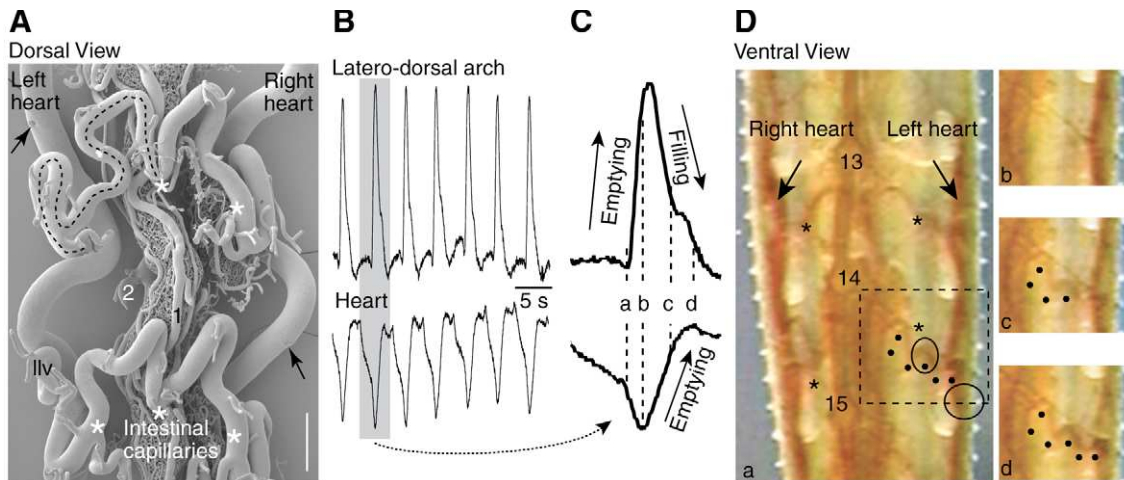 A
Dorsal View
Left heart
Right heart
*
*
2
1
llv
*
Intestinal capillaries
*
*
B
Latero-dorsal arch
5 s
Heart
C
Emptying
Filling
a b c d
Emptying
D
Ventral View
Right heart
Left heart
13
*
*
14
*
*
15
a
b
c
d